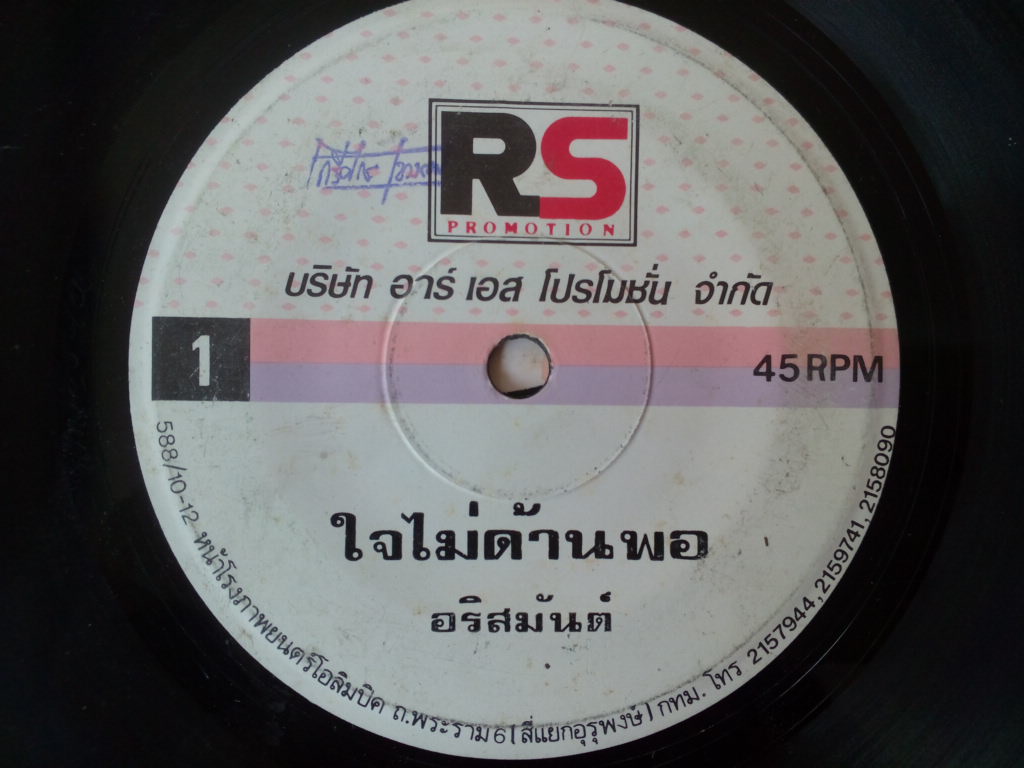 RS
PROMOTION
บริษัท อาร์ เอส โปรโมชั่น จำกัด
1
45 RPM
ใจไม่ด้านพอ
อริสมันต์
588/10-12 หน้าโรงภาพยนตร์โอลิมปิค ถ.พระราม 6 (สี่แยกอุรุพงษ์) กทม. โทร 2157944, 2159741, 2158090